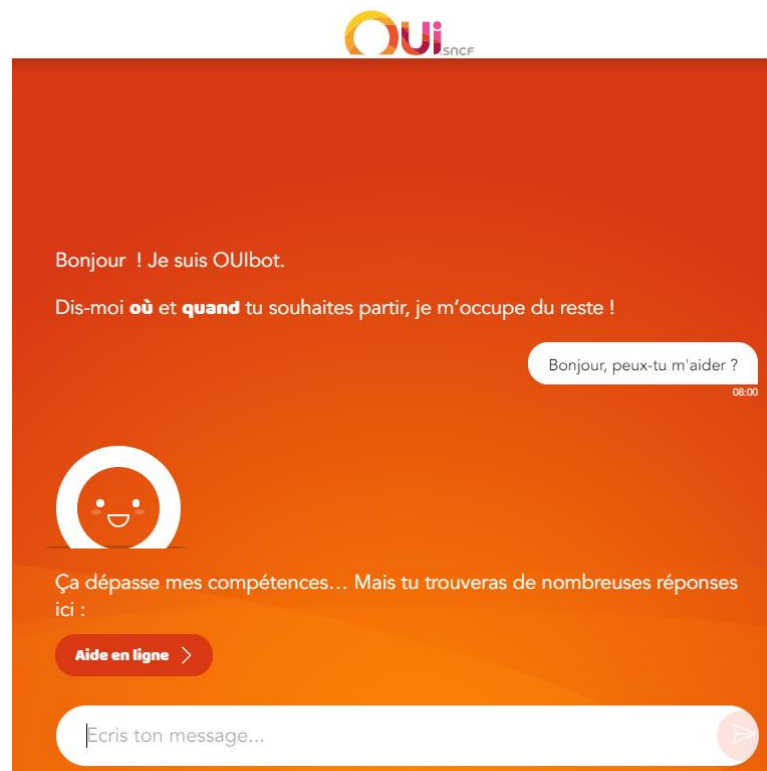 OUi.SNCF
Bonjour ! Je suis OUIbot.
Dis-moi où et quand tu souhaites partir, je m'occupe du reste !
Bonjour, peux-tu m'aider ?
08:00
Ça dépasse mes compétences... Mais tu trouveras de nombreuses réponses
ici :
Aide en ligne
Ecris ton message...